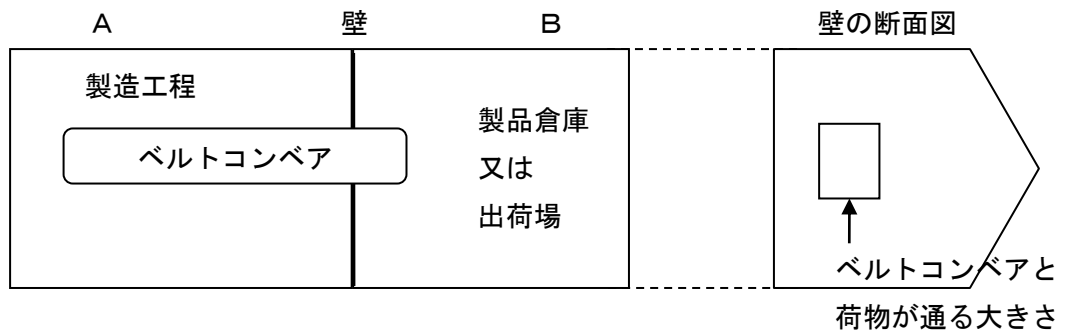 A
壁
B
壁の断面図
製造工程
ベルトコンベア
製品倉庫
又は
出荷場
ベルトコンベアと
荷物が通る大きさ